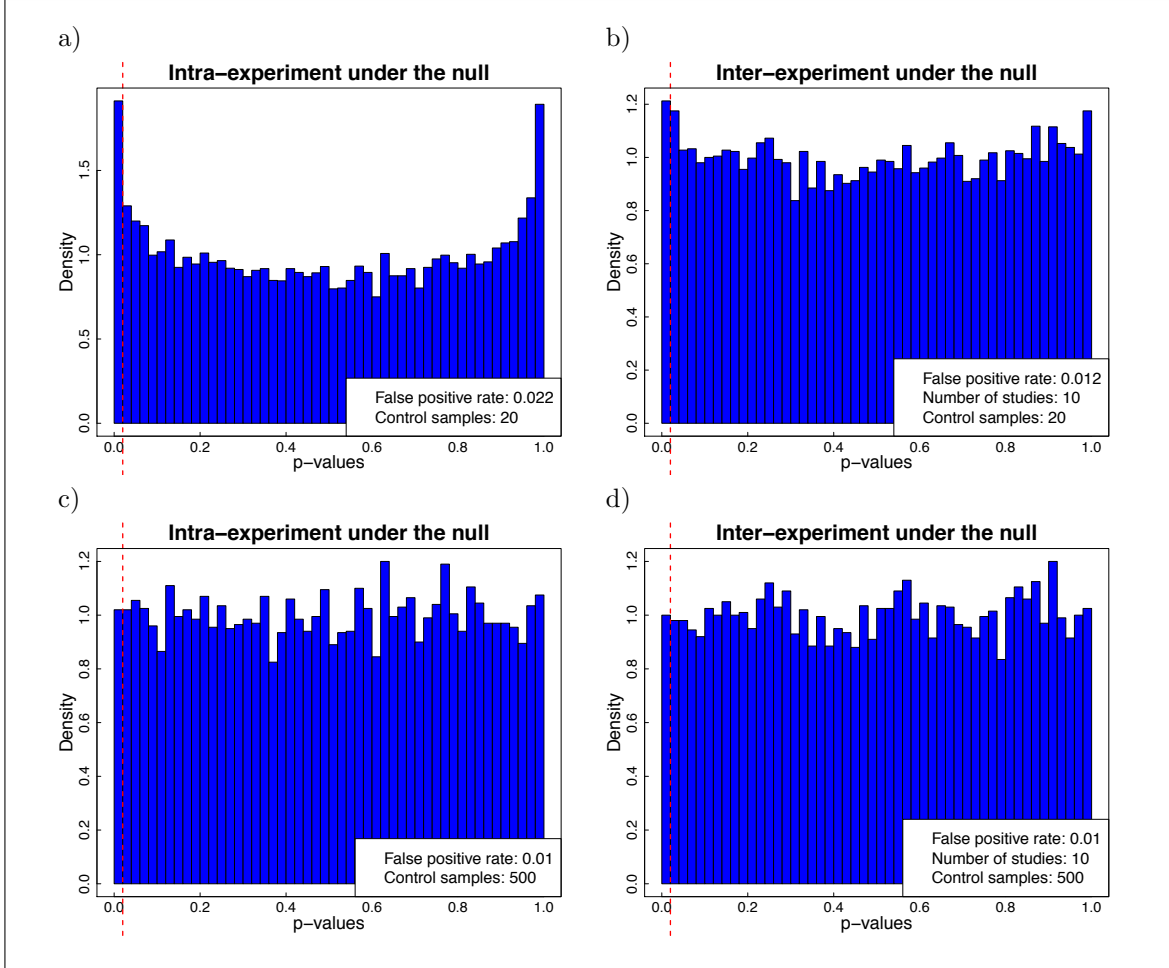 a)
Intra−experiment under the null
Density
0.0 0.5 1.0 1.5
False positive rate: 0.022
Control samples: 20
0.0 0.2 0.4 0.6 0.8 1.0
p−values
b)
Inter−experiment under the null
Density
0.0 0.2 0.4 0.6 0.8 1.0 1.2
False positive rate: 0.012
Number of studies: 10
Control samples: 20
0.0 0.2 0.4 0.6 0.8 1.0
p−values
c)
Intra−experiment under the null
Density
0.0 0.2 0.4 0.6 0.8 1.0 1.2
False positive rate: 0.01
Control samples: 500
0.0 0.2 0.4 0.6 0.8 1.0
p−values
d)
Inter−experiment under the null
Density
0.0 0.2 0.4 0.6 0.8 1.0 1.2
False positive rate: 0.01
Number of studies: 10
Control samples: 500
0.0 0.2 0.4 0.6 0.8 1.0
p−values